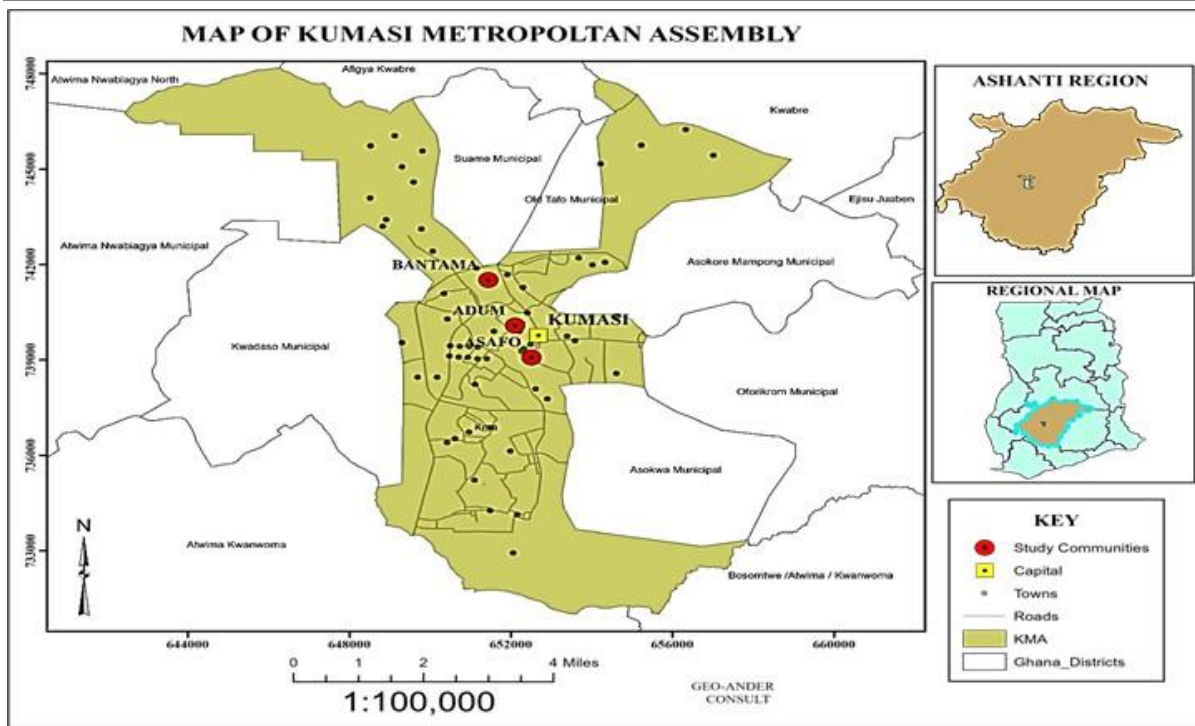 MAP OF KUMASI METROPOLTAN ASSEMBLY
748000
745000
742000
739000
736000
733000
Atwima Nwabiagya North
Afigya Kwabre
Kwabre
Suame Municipal
Old Tafo Municipal
Ejisu Juaben
Atwima Nwabiagya Municipal
Asokore Mampong Municipal
BANTAMA
ADUM
KUMASI
ASAFO
Kwadaso Municipal
Oforikrom Municipal
Asokwa Municipal
N
Atwima Kwanwoma
Bosomtwe /Atwima / Kwanwoma
644000
648000
652000
656000
660000
0 1 2 4 Miles
1:100,000
GEO-ANDER
CONSULT
ASHANTI REGION
REGIONAL MAP
KEY
Study Communities
Capital
Towns
Roads
KMA
Ghana_Districts